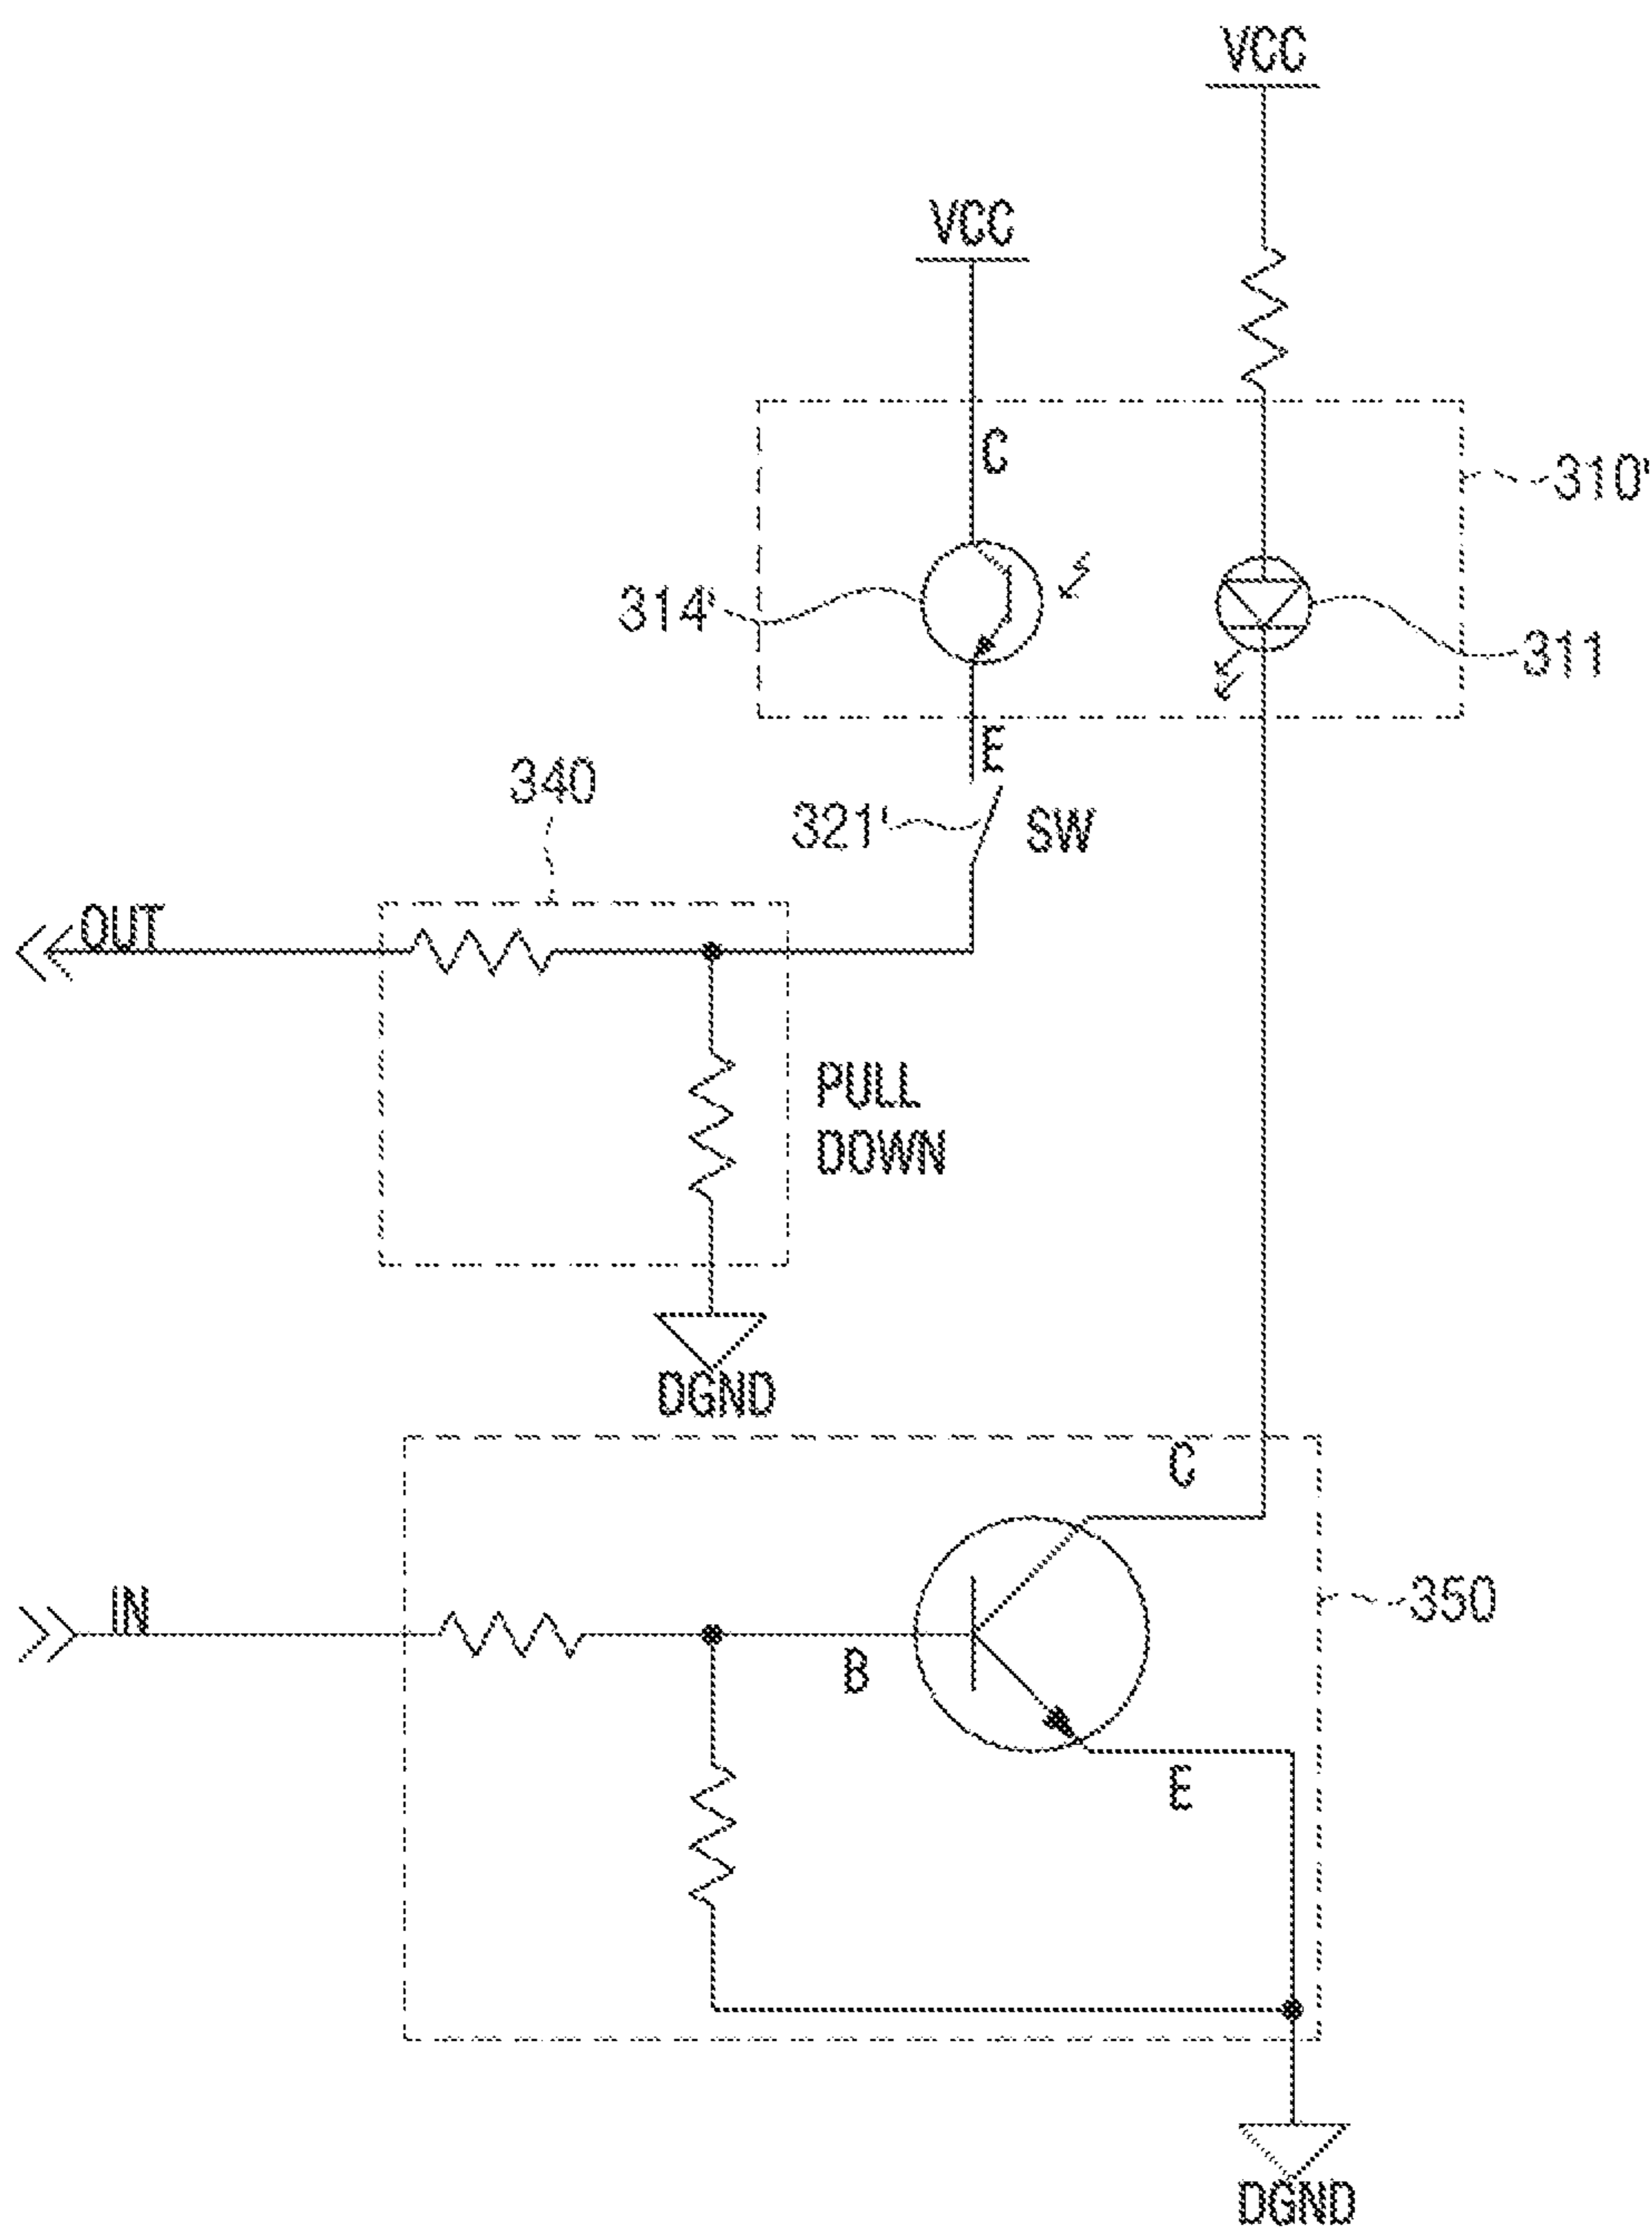 VCC
VCC
C
310'
314'
311
E
340
321'
SW
OUT
PULL
DOWN
DGND
C
IN
350
B
E
DGND